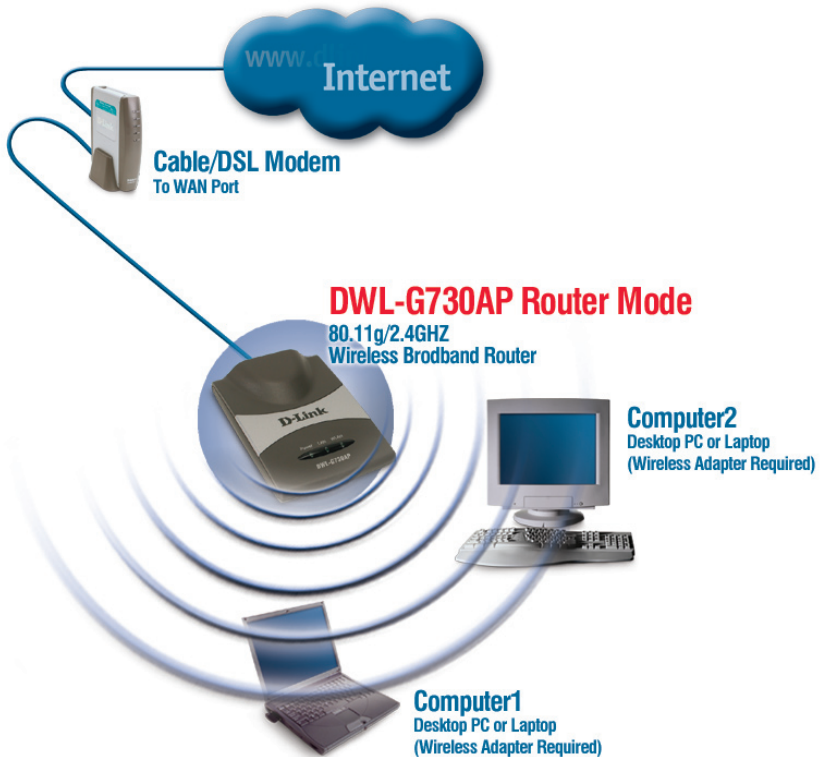 www.dl
Internet
D-Link
Cable/DSL Modem
To WAN Port
DWL-G730AP Router Mode
80.11g/2.4GHZ
Wireless Brodband Router
D-Link
DWL-G730AP
Computer2
Desktop PC or Laptop
(Wireless Adapter Required)
Computer1
Desktop PC or Laptop
(Wireless Adapter Required)